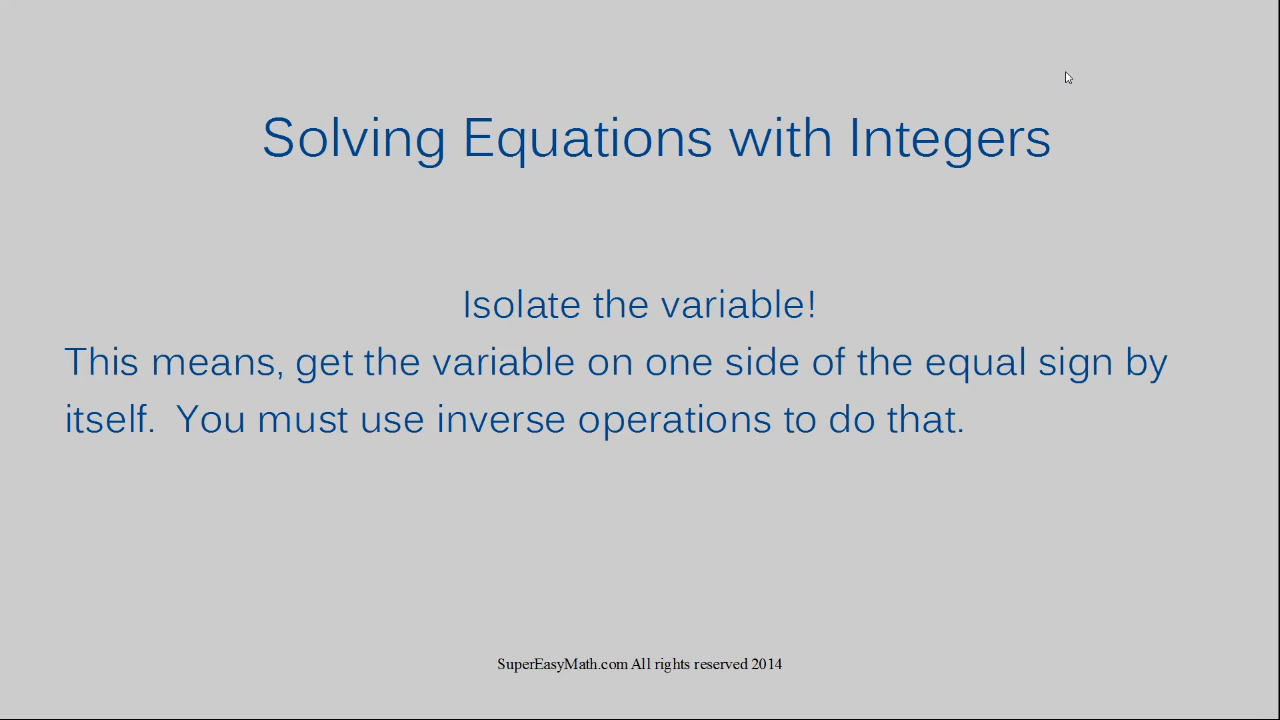 Solving Equations with Integers
Isolate the variable!
This means, get the variable on one side of the equal sign by
itself.  You must use inverse operations to do that.
SuperEasyMath.com All rights reserved 2014